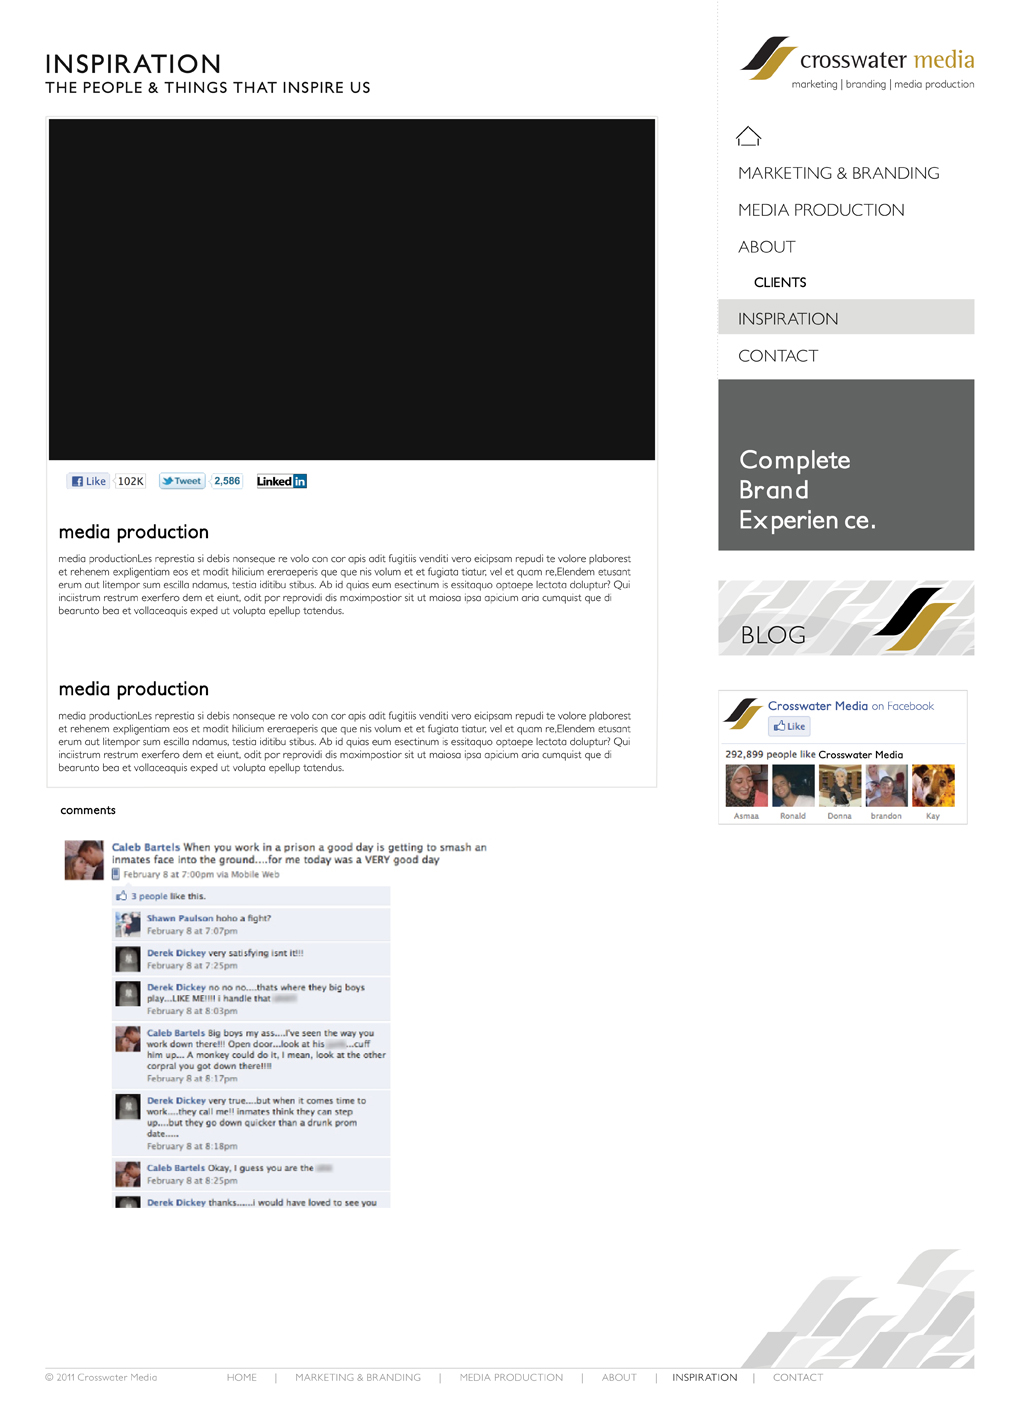 INSPIRATION
THE PEOPLE & THINGS THAT INSPIRE US
crosswater media
marketing | branding | media production
MARKETING & BRANDING
MEDIA PRODUCTION
ABOUT
CLIENTS
INSPIRATION
CONTACT
Complete
Brand
Experien ce.
BLOG
Crosswater Media on Facebook
Like
292,899 people like Crosswater Media
Asmaa Ronald Donna brandon Kay
Like 102K Tweet 2,586 Linked in
media production
media productionLes represtia si debis nonseque re volo con cor apis adit fugitiis venditi vero eicipsam repudi te volore plaborest
et rehenem expligentiam eos et modit hilicium ereraeperis que que nis volum et et fugiata tiatur, vel et quam re,Elendem etusant
erum aut litempor sum escilla ndamus, testia iditibu stibus. Ab id quias eum esectinum is essitaquo optaepe lectota doluptur? Qui
inciistrum restrum exerfero dem et eiunt, odit por reprovidi dis maximpostior sit ut maiosa ipsa apicium aria cumquist que di
bearunto bea et vollaceaquis exped ut volupta epellup tatendus.
media production
media productionLes represtia si debis nonseque re volo con cor apis adit fugitiis venditi vero eicipsam repudi te volore plaborest
et rehenem expligentiam eos et modit hilicium ereraeperis que que nis volum et et fugiata tiatur, vel et quam re,Elendem etusant
erum aut litempor sum escilla ndamus, testia iditibu stibus. Ab id quias eum esectinum is essitaquo optaepe lectota doluptur? Qui
inciistrum restrum exerfero dem et eiunt, odit por reprovidi dis maximpostior sit ut maiosa ipsa apicium aria cumquist que di
bearunto bea et vollaceaquis exped ut volupta epellup tatendus.
comments
Caleb Bartels When you work in a prison a good day is getting to smash an
inmates face into the ground....for me today was a VERY good day
February 8 at 7:00pm via Mobile Web
3 people like this.
Shawn Paulson hoho a fight?
February 8 at 7:07pm
Derek Dickey very satisfying isnt it!!!
February 8 at 7:25pm
Derek Dickey no no no....thats where they big boys
play...LIKE ME!!!! i handle that
February 8 at 8:03pm
Caleb Bartels Big boys my ass....I've seen the way you
work down there!!! Open door...look at his ...cuff
him up... A monkey could do it, I mean, look at the other
corpral you got down there!!!!
February 8 at 8:17pm
Derek Dickey very true....but when it comes time to
work....they call me!! inmates think they can step
up....but they go down quicker than a drunk prom
date.....
February 8 at 8:18pm
Caleb Bartels Okay, I guess you are the
February 8 at 8:25pm
Derek Dickey thanks......i would have loved to see you
© 2011 Crosswater Media HOME | MARKETING & BRANDING | MEDIA PRODUCTION | ABOUT | INSPIRATION | CONTACT